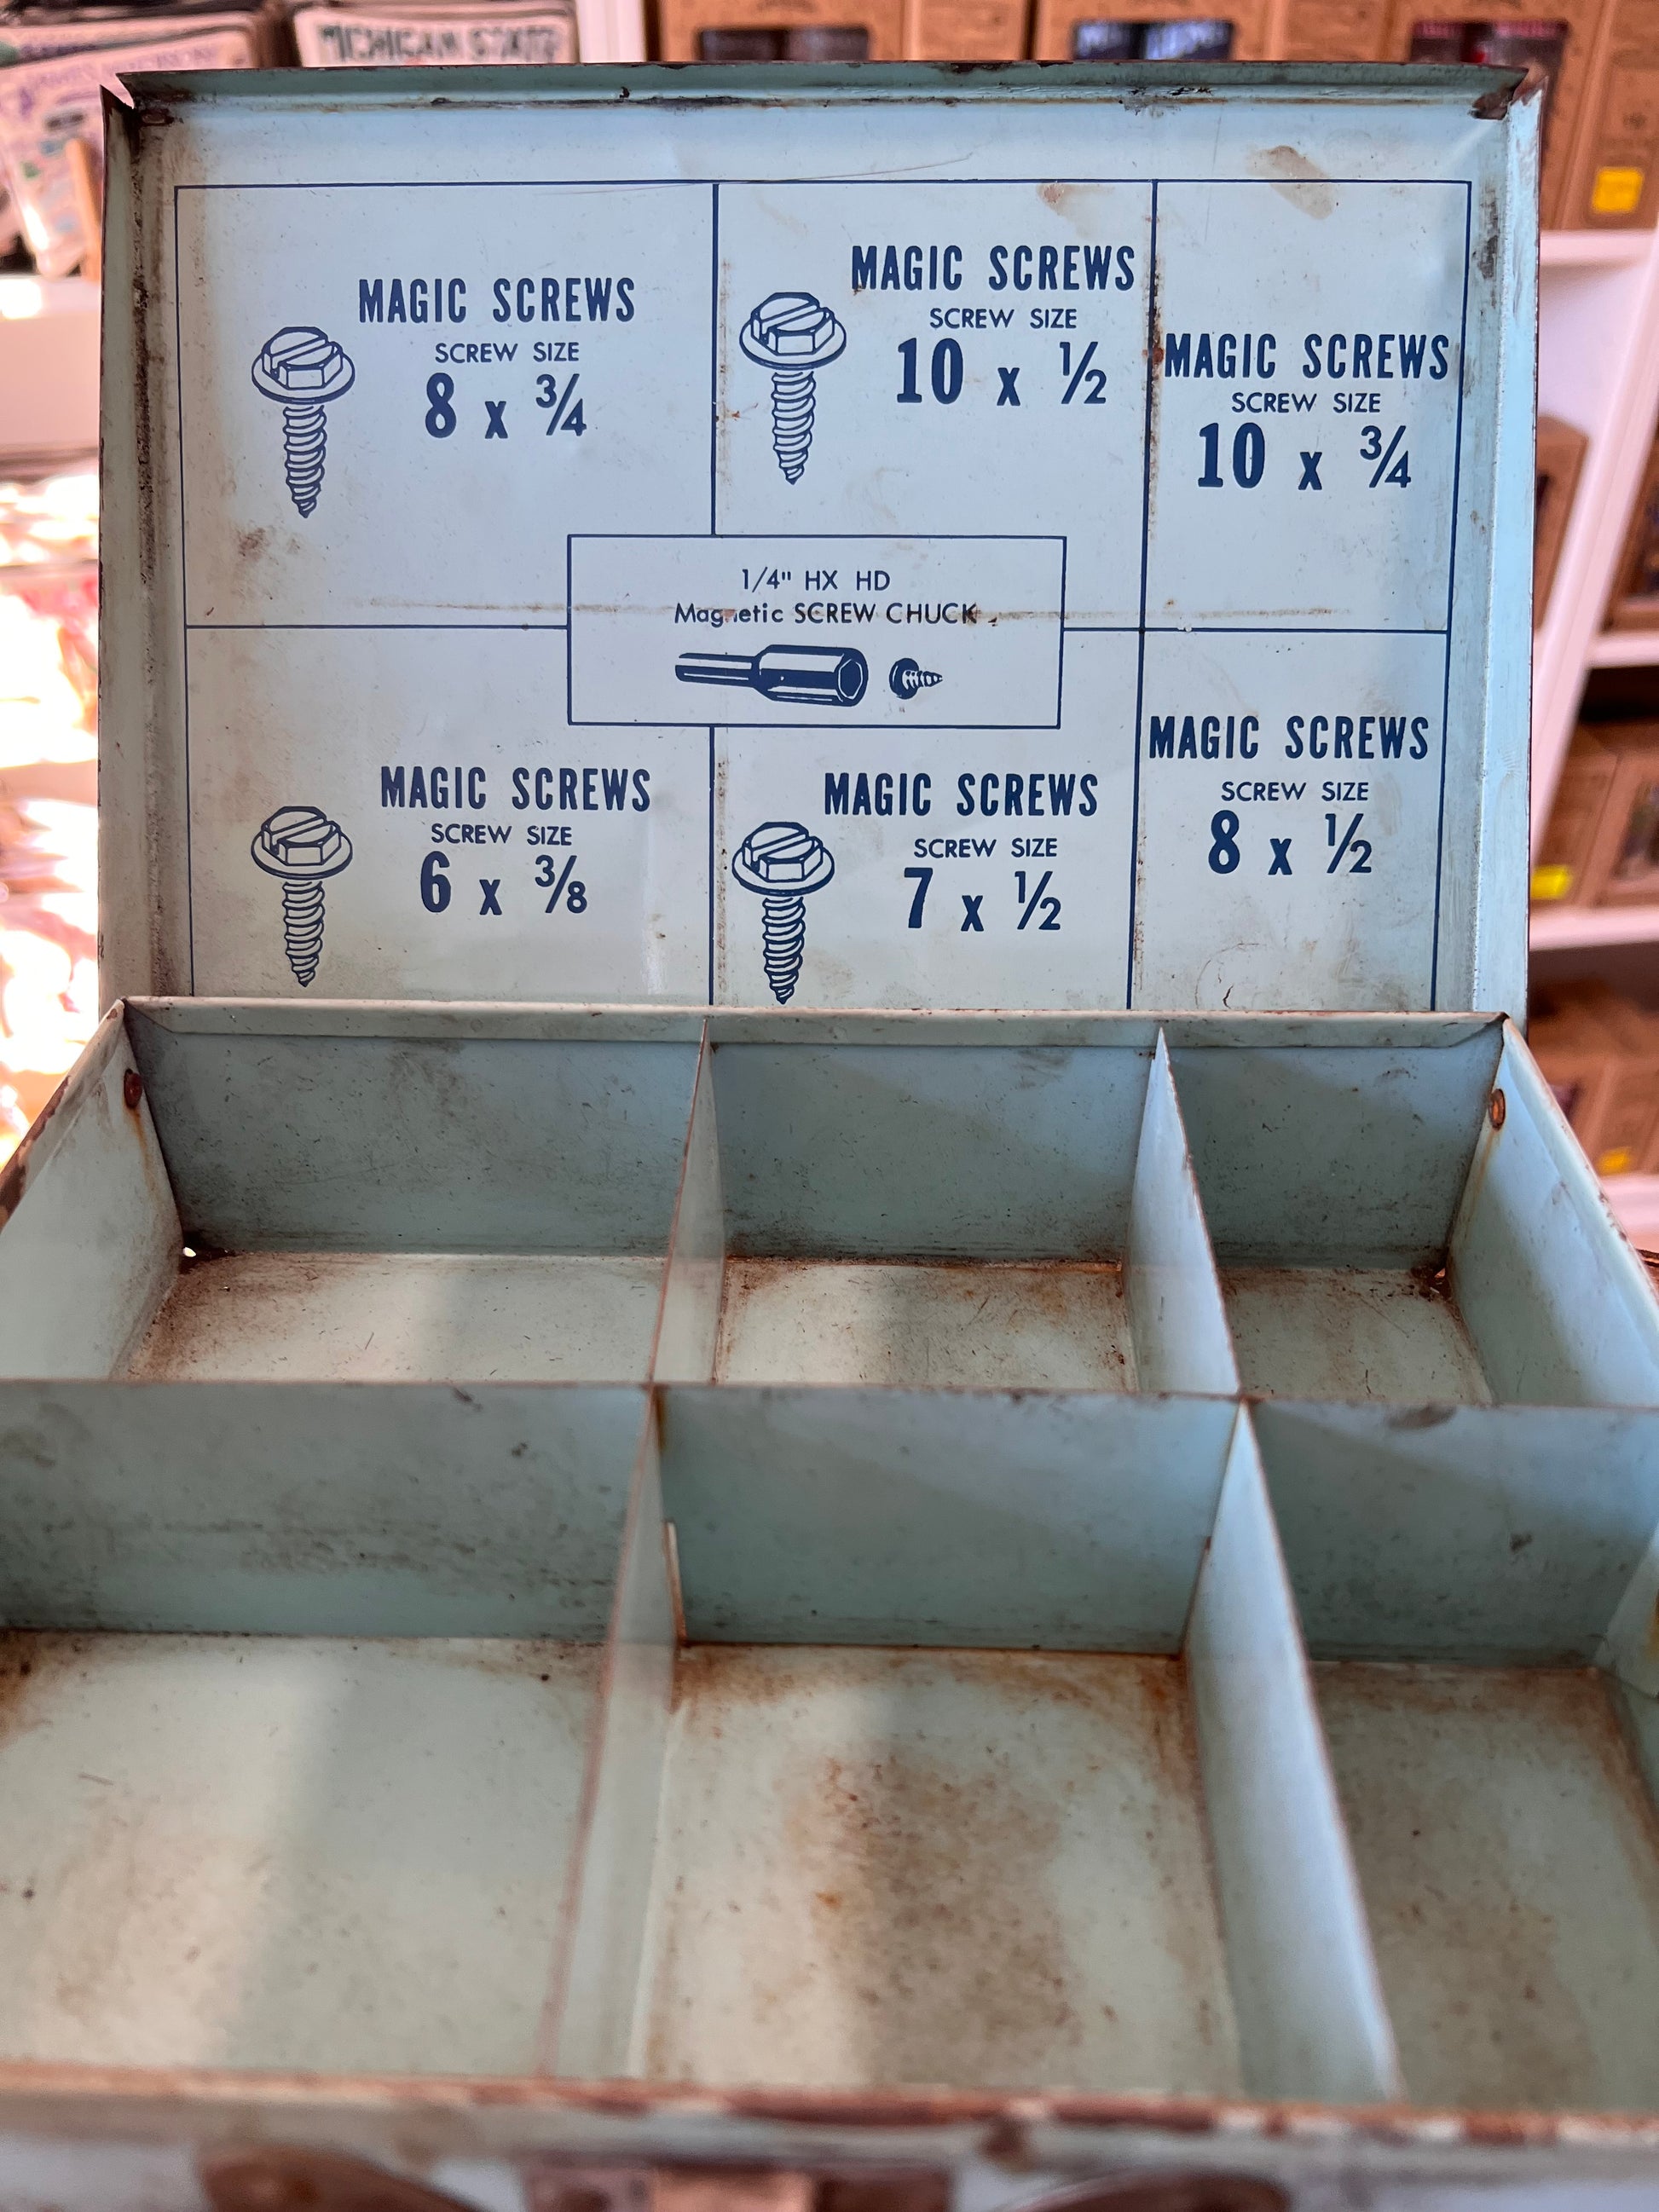 MICHIGAN STATE
MAGIC SCREWS
SCREW SIZE
8 x 3/4
MAGIC SCREWS
SCREW SIZE
10 x 1/2
MAGIC SCREWS
SCREW SIZE
10 x 3/4
1/4" HX HD
Magnetic SCREW CHUCK
MAGIC SCREWS
SCREW SIZE
6 x 3/8
MAGIC SCREWS
SCREW SIZE
7 x 1/2
MAGIC SCREWS
SCREW SIZE
8 x 1/2